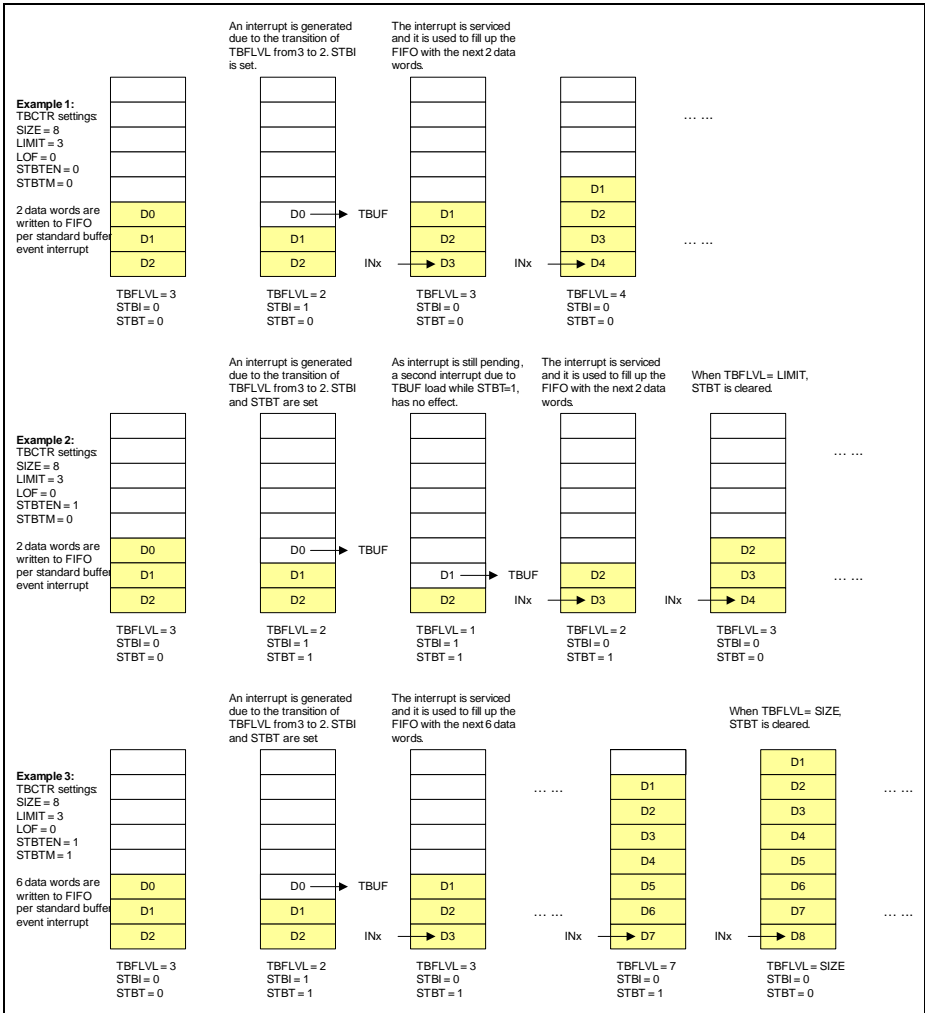 An interrupt is generated
due to the transition of
TBFLVL from 3 to 2. STBI
is set.
The interrupt is serviced
and it is used to fill up the
FIFO with the next 2 data
words.
Example 1:
TBCTR settings:
SIZE = 8
LIMIT = 3
LOF = 0
STBTEN = 0
STBTM = 0
2 data words are
written to FIFO
per standard buffer
event interrupt
... ...
D0
D1
D2
D0
TBUF
D1
D2
D1
D2
INx
D3
D1
D2
D3
INx
D4
... ...
TBFLVL = 3
STBI = 0
STBT = 0
TBFLVL = 2
STBI = 1
STBT = 0
TBFLVL = 3
STBI = 0
STBT = 0
TBFLVL = 4
STBI = 0
STBT = 0
An interrupt is generated
due to the transition of
TBFLVL from 3 to 2. STBI
and STBT are set
As interrupt is still pending,
a second interrupt due to
TBUF load while STBT=1,
has no effect.
The interrupt is serviced
and it is used to fill up the
FIFO with the next 2 data
words.
When TBFLVL = LIMIT,
STBT is cleared.
Example 2:
TBCTR settings:
SIZE = 8
LIMIT = 3
LOF = 0
STBTEN = 1
STBTM = 0
2 data words are
written to FIFO
per standard buffer
event interrupt
... ...
D0
D1
D2
D0
TBUF
D1
D2
D1
TBUF
D2
D2
INx
D3
D2
D3
INx
D4
... ...
TBFLVL = 3
STBI = 0
STBT = 0
TBFLVL = 2
STBI = 1
STBT = 1
TBFLVL = 1
STBI = 1
STBT = 1
TBFLVL = 2
STBI = 0
STBT = 1
TBFLVL = 3
STBI = 0
STBT = 0
An interrupt is generated
due to the transition of
TBFLVL from 3 to 2. STBI
and STBT are set
The interrupt is serviced
and it is used to fill up the
FIFO with the next 6 data
words.
When TBFLVL = SIZE,
STBT is cleared.
Example 3:
TBCTR settings:
SIZE = 8
LIMIT = 3
LOF = 0
STBTEN = 1
STBTM = 1
6 data words are
written to FIFO
per standard buffer
event interrupt
D0
D1
D2
D0
TBUF
D1
D2
D1
D2
INx
D3
... ...
... ...
D1
D2
D3
D4
D5
D6
INx
D7
D1
D2
D3
D4
D5
D6
D7
INx
D8
... ...
... ...
TBFLVL = 3
STBI = 0
STBT = 0
TBFLVL = 2
STBI = 1
STBT = 1
TBFLVL = 3
STBI = 0
STBT = 1
TBFLVL = 7
STBI = 0
STBT = 1
TBFLVL = SIZE
STBI = 0
STBT = 0